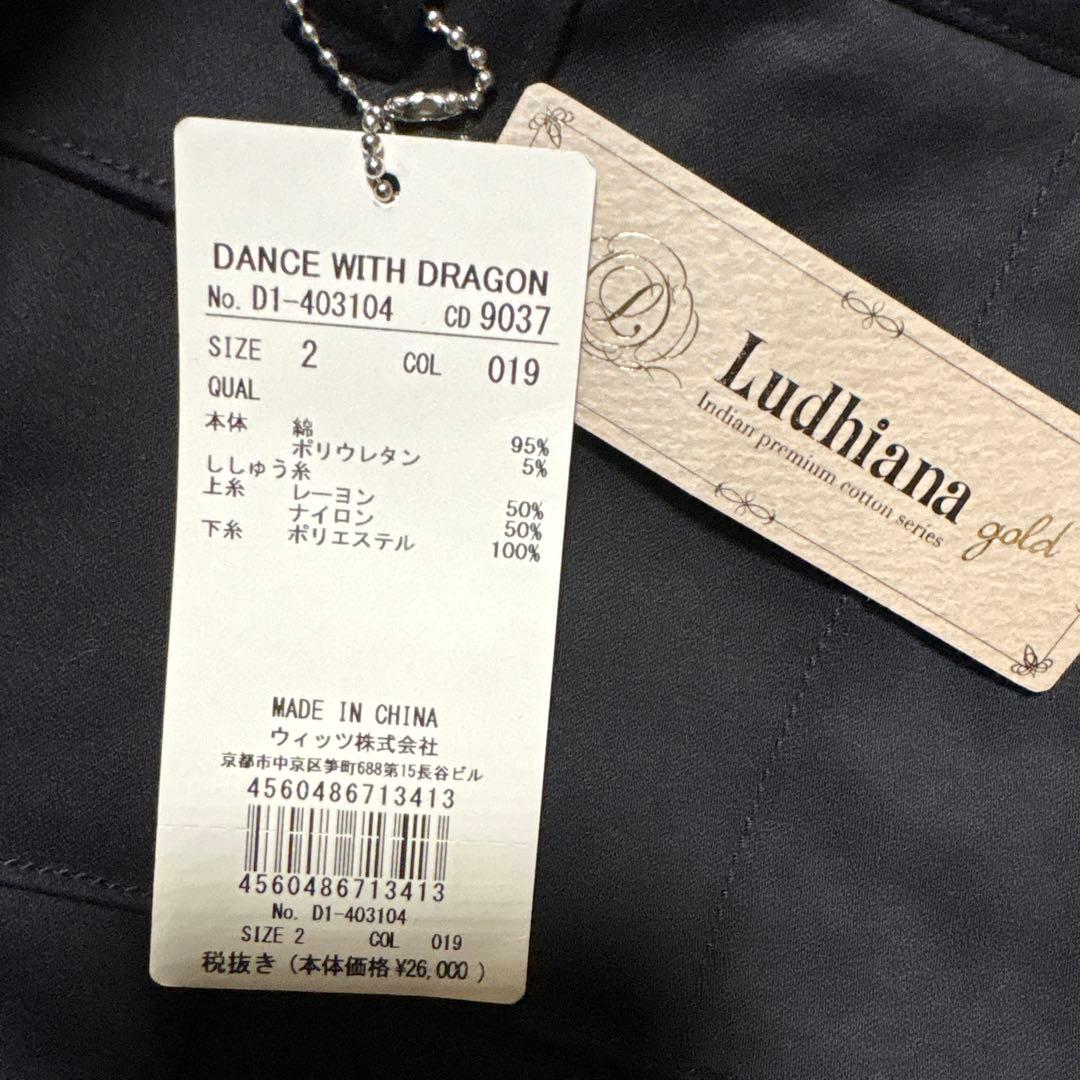 DANCE WITH DRAGON
No. D1-403104 CD 9037
SIZE 2 COL 019
QUAL
本体 綿 95%
ポリウレタン 5%
ししゅう糸
上糸 レーヨン 50%
ナイロン 50%
下糸 ポリエステル 100%
MADE IN CHINA
ウィッツ株式会社
京都市中京区笋町688第15長谷ビル
4560486713413
4560486713413
No. D1-403104
SIZE 2 COL 019
税抜き (本体価格 ¥26,000 )
L
Ludhiana
Indian premium cotton series
gold